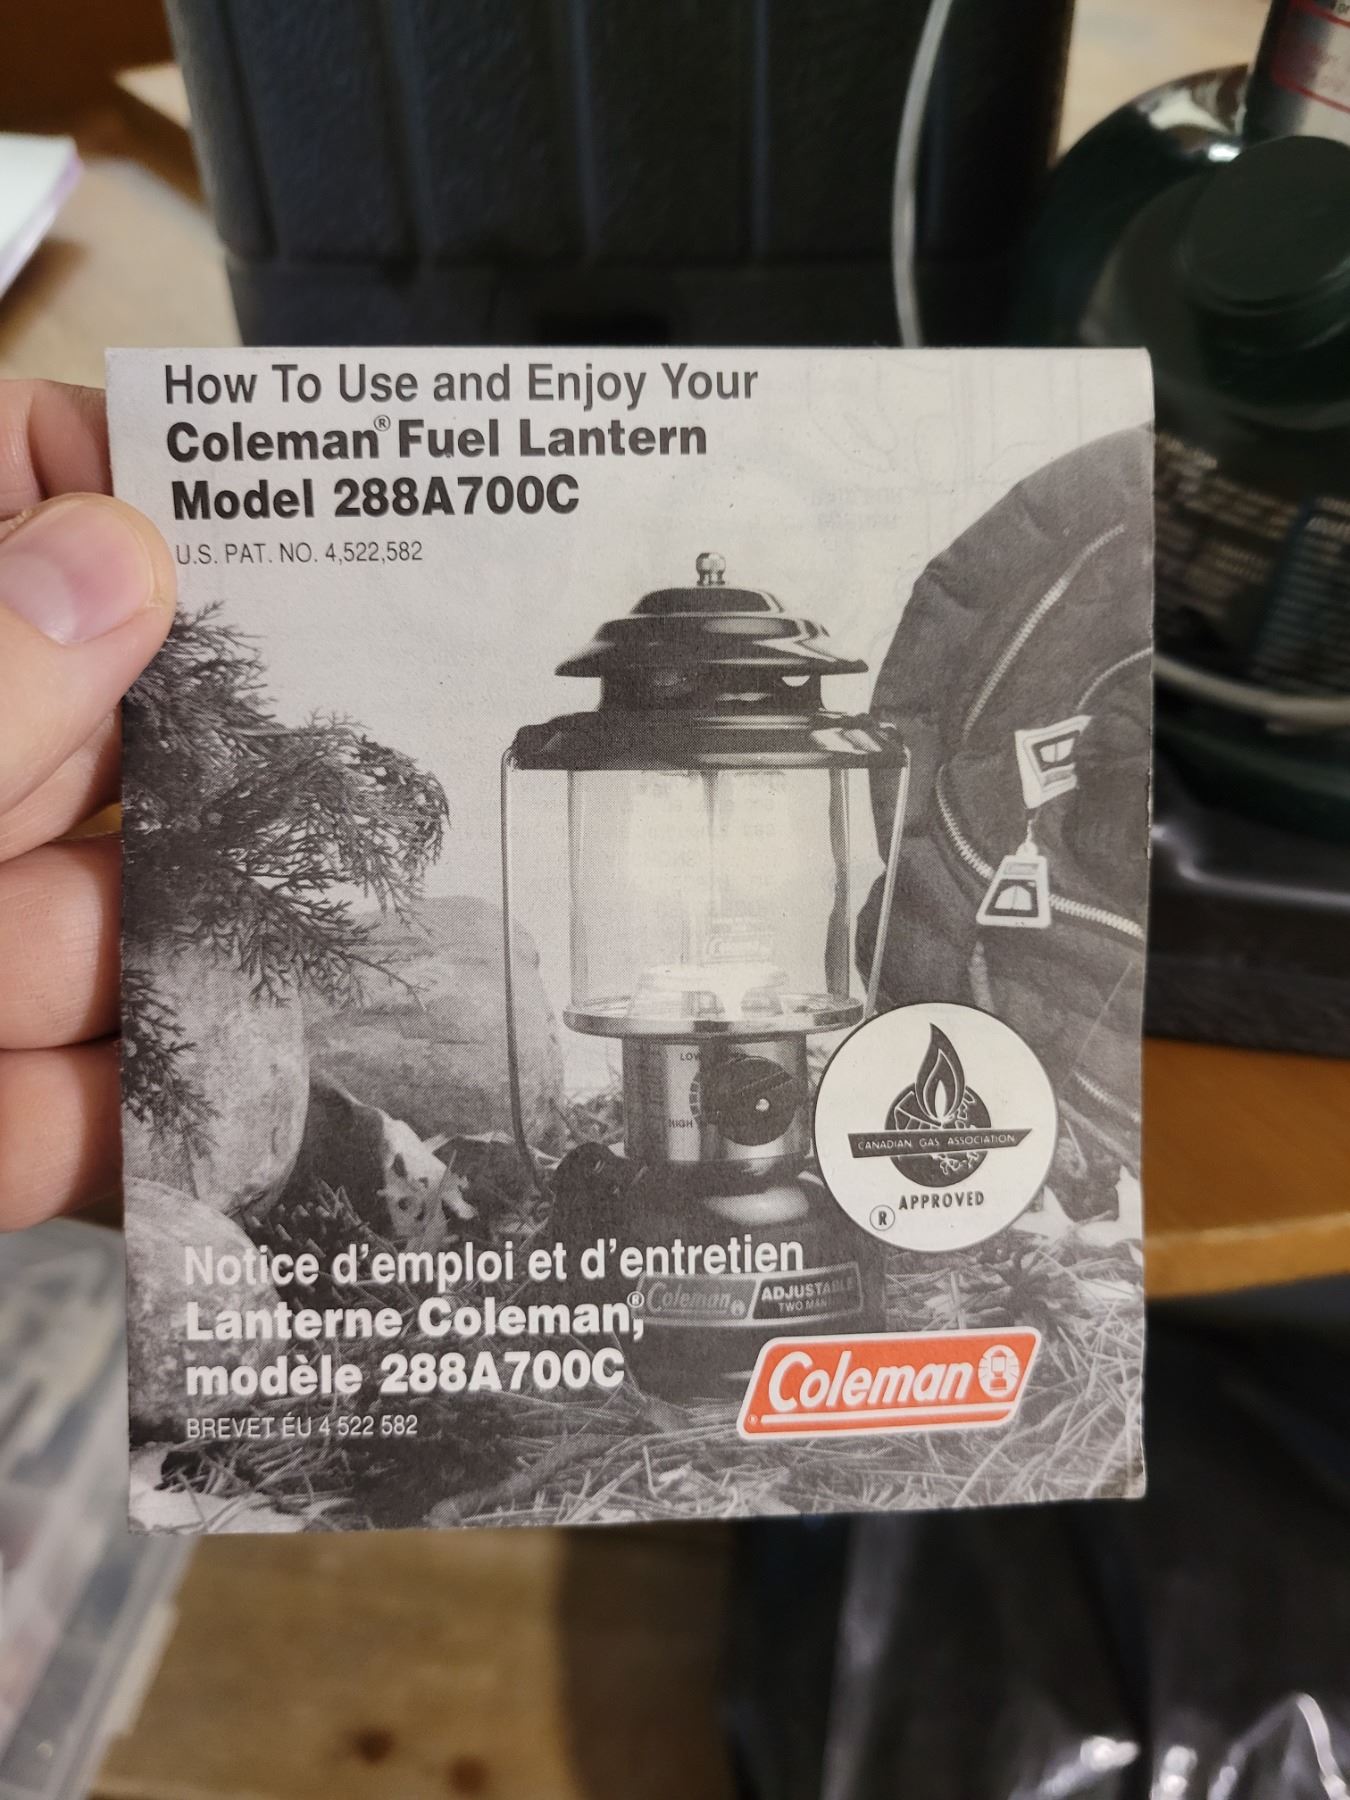 How To Use and Enjoy Your
Coleman® Fuel Lantern
Model 288A700C
U.S. PAT. NO. 4,522,582
LOW
HIGH
CANADIAN GAS ASSOCIATION
® APPROVED
Notice d'emploi et d'entretien
Lanterne Coleman®,
modèle 288A700C
BREVET ÉU 4 522 582
Coleman® ADJUSTABLE
TWO MAN
Coleman®